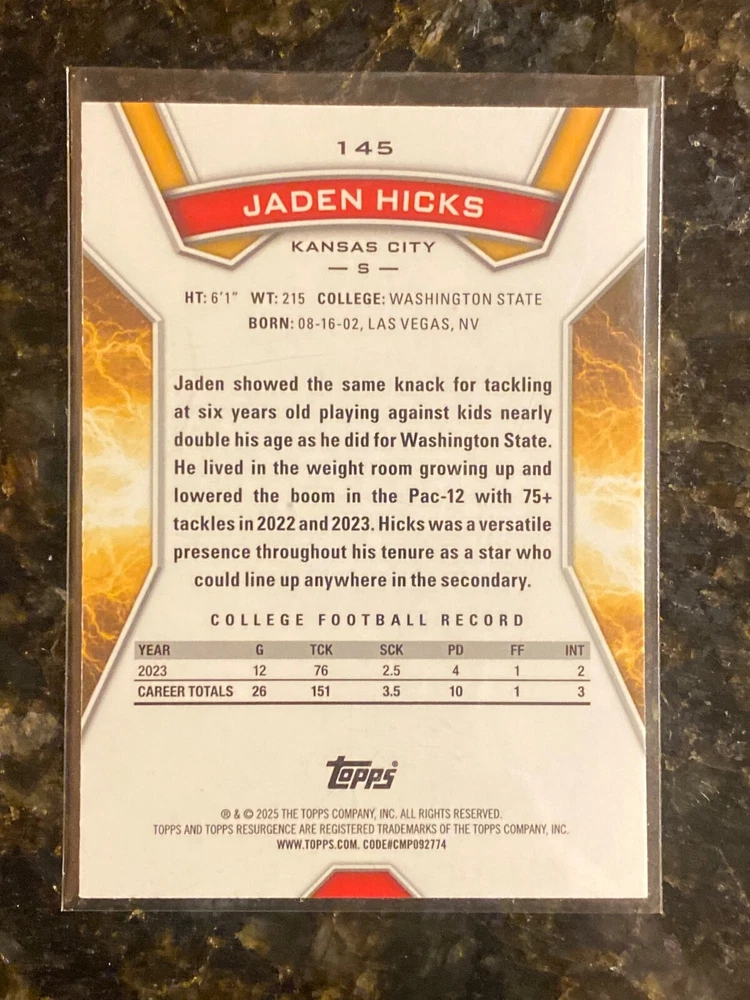 145
JADEN HICKS
KANSAS CITY
— S —
HT: 6'1" WT: 215 COLLEGE: WASHINGTON STATE
BORN: 08-16-02, LAS VEGAS, NV
Jaden showed the same knack for tackling
at six years old playing against kids nearly
double his age as he did for Washington State.
He lived in the weight room growing up and
lowered the boom in the Pac-12 with 75+
tackles in 2022 and 2023. Hicks was a versatile
presence throughout his tenure as a star who
could line up anywhere in the secondary.
COLLEGE FOOTBALL RECORD
YEAR G TCK SCK PD FF INT
2023 12 76 2.5 4 1 2
CAREER TOTALS 26 151 3.5 10 1 3
Topps®
® & © 2025 THE TOPPS COMPANY, INC. ALL RIGHTS RESERVED.
TOPPS AND TOPPS RESURGENCE ARE REGISTERED TRADEMARKS OF THE TOPPS COMPANY, INC.
WWW.TOPPS.COM. CODE#CMP092774